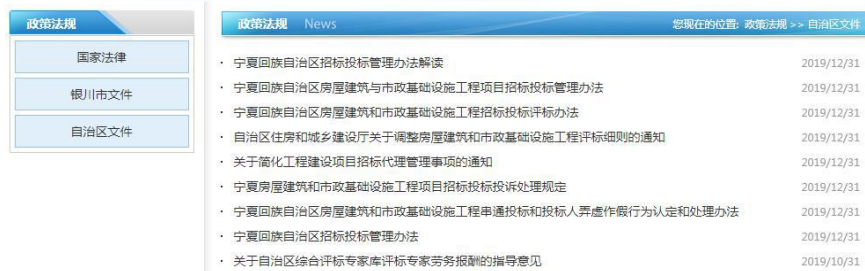 政策法规
国家法律
银川市文件
自治区文件
政策法规 News 您现在的位置: 政策法规 >> 自治区文件
· 宁夏回族自治区招标投标管理办法解读 2019/12/31
· 宁夏回族自治区房屋建筑与市政基础设施工程项目招标投标管理办法 2019/12/31
· 宁夏回族自治区房屋建筑和市政基础设施工程招标投标评标办法 2019/12/31
· 自治区住房和城乡建设厅关于调整房屋建筑和市政基础设施工程评标细则的通知 2019/12/31
· 关于简化工程建设项目招标代理管理事项的通知 2019/12/31
· 宁夏房屋建筑和市政基础设施工程项目招标投标投诉处理规定 2019/12/31
· 宁夏回族自治区房屋建筑和市政基础设施工程串通投标和投标人弄虚作假行为认定和处理办法 2019/12/31
· 宁夏回族自治区招标投标管理办法 2019/12/31
· 关于自治区综合评标专家库评标专家劳务报酬的指导意见 2019/10/31